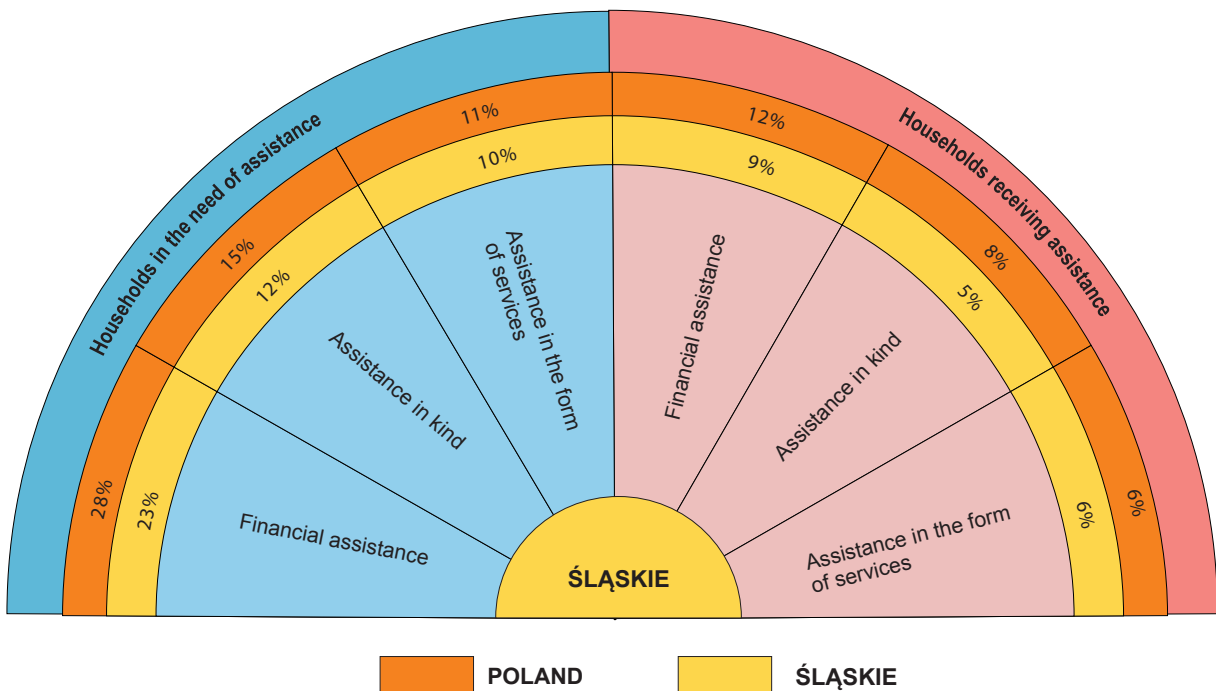 Households in the need of assistance
Households receiving assistance
28%
15%
11%
12%
8%
6%
23%
12%
10%
9%
5%
6%
Financial assistance
Assistance in kind
Assistance in the form
of services
Financial assistance
Assistance in kind
Assistance in the form
of services
ŚLĄSKIE
POLAND
ŚLĄSKIE